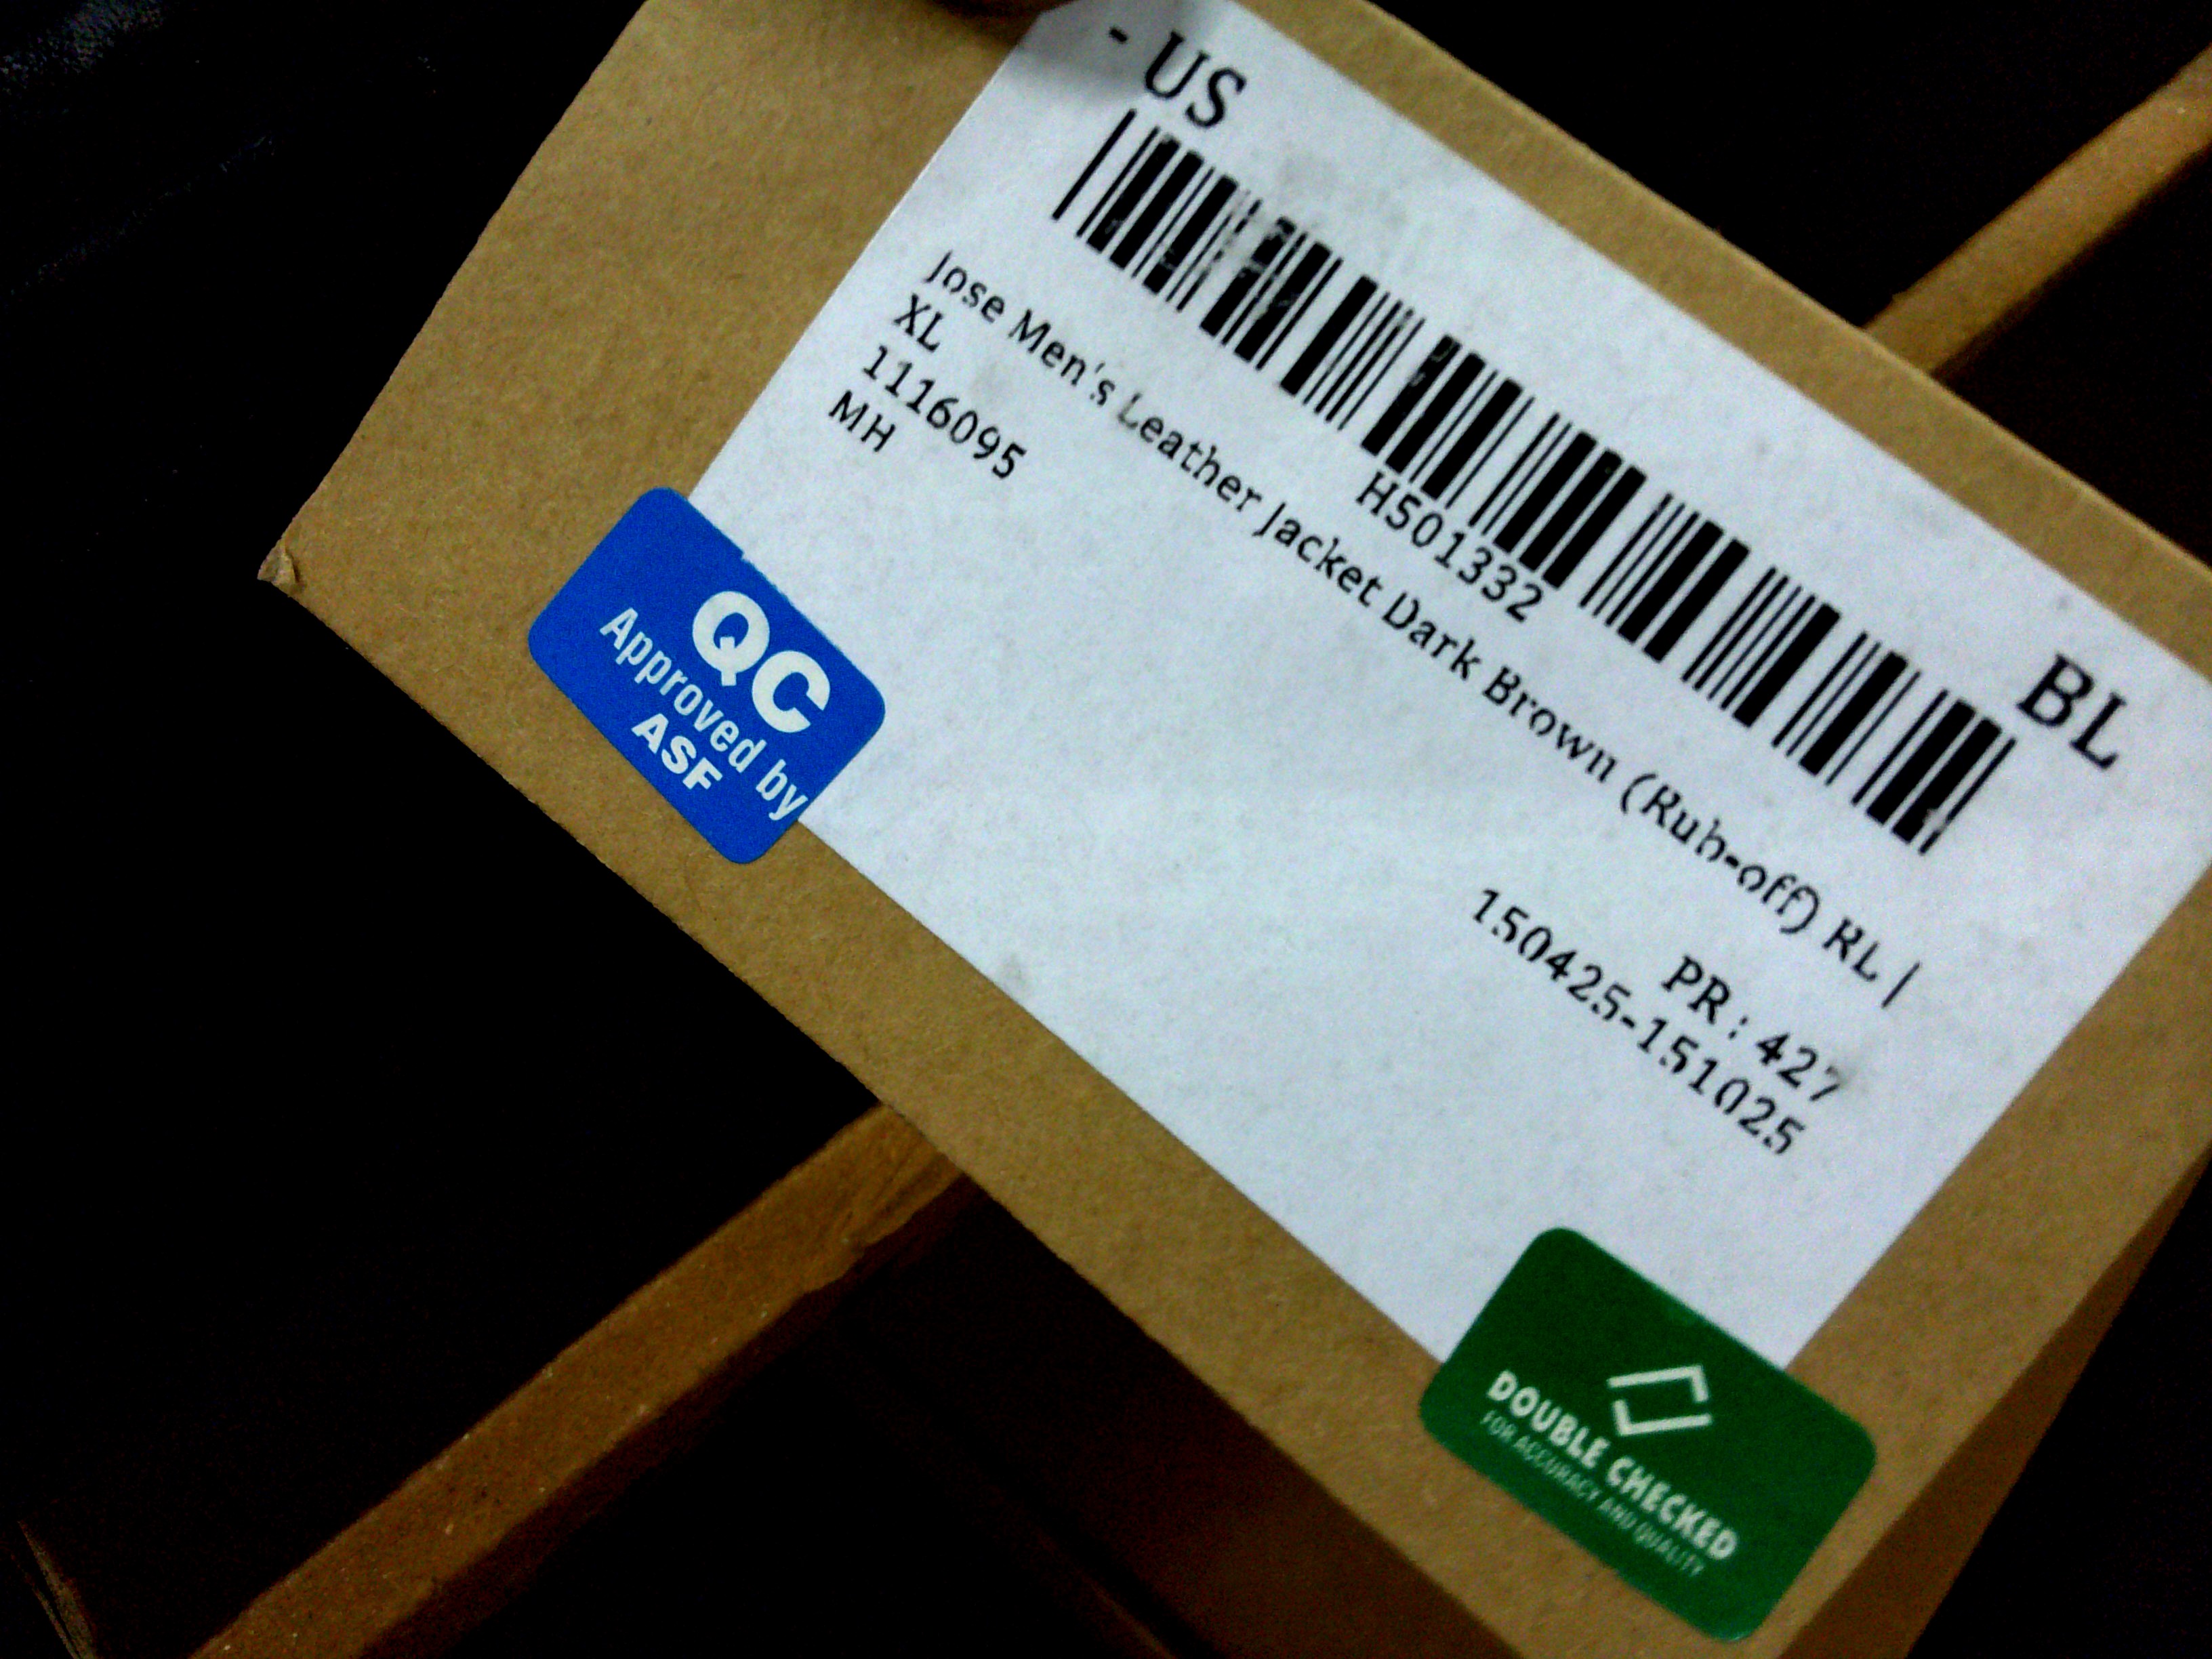 - US
BL
H501332
Jose Men's Leather Jacket Dark Brown (Rub-off) RL |
XL
1116095
MH
PR : 427
150425-151025
QC
Approved by
ASF
DOUBLE CHECKED
FOR ACCURACY AND QUALITY